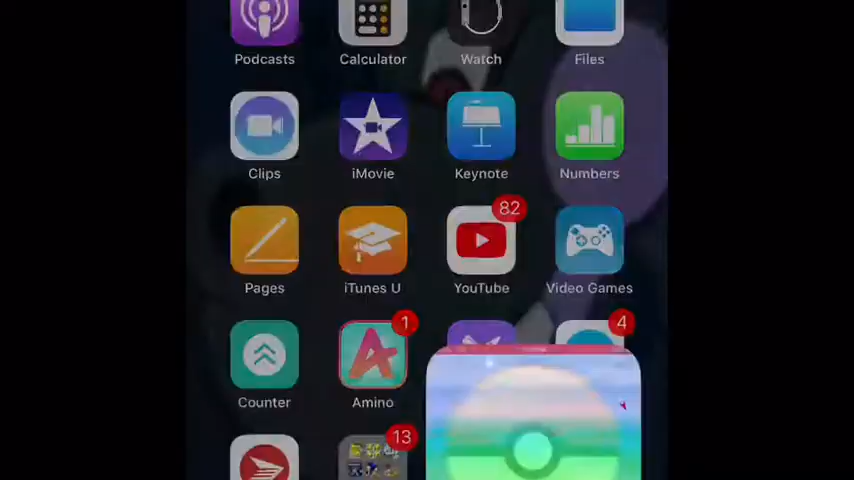 Podcasts Calculator Watch Files
Clips iMovie Keynote Numbers
82
Pages iTunes U YouTube Video Games
1 4
Counter Amino
13